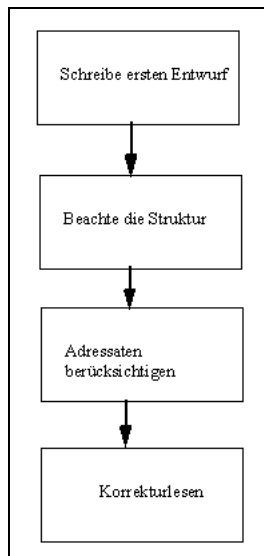 Schreibe ersten Entwurf
Beachte die Struktur
Adressaten
berücksichtigen
Korrekturlesen